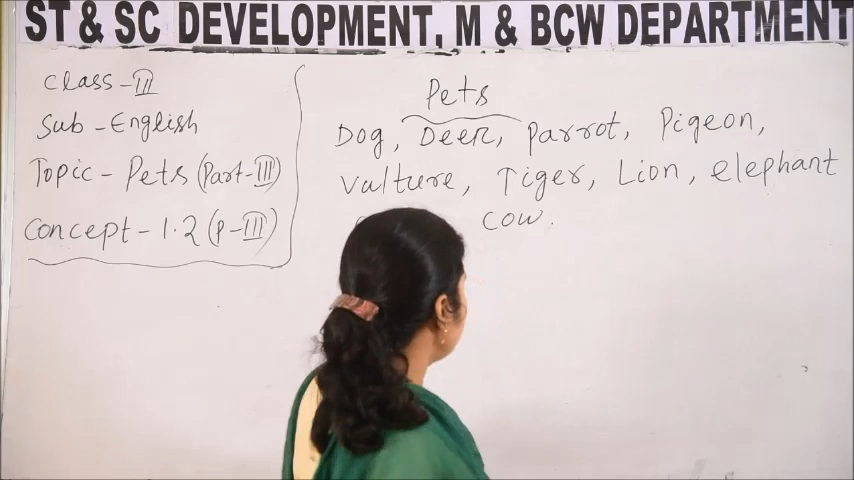 ST & SC DEVELOPMENT, M & BCW DEPARTMENT
Class - III
Sub - English
Topic - Pets (Part - III)
Concept - 1.2 (P - III)
Pets
Dog, Deer, Parrot, Pigeon,
Vulture, Tiger, Lion, elephant
cow.